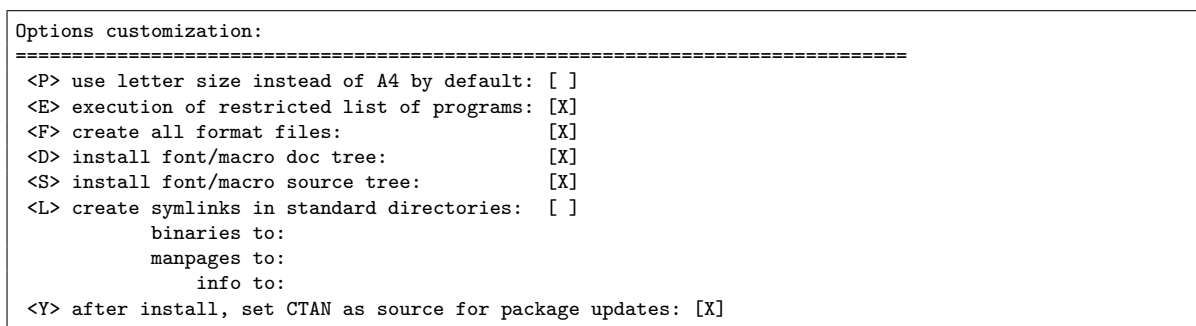 Options customization:
===============================================================================
 <P> use letter size instead of A4 by default: [ ]
 <E> execution of restricted list of programs: [X]
 <F> create all format files:                  [X]
 <D> install font/macro doc tree:              [X]
 <S> install font/macro source tree:           [X]
 <L> create symlinks in standard directories:  [ ]
            binaries to:
            manpages to:
                info to:
 <Y> after install, set CTAN as source for package updates: [X]